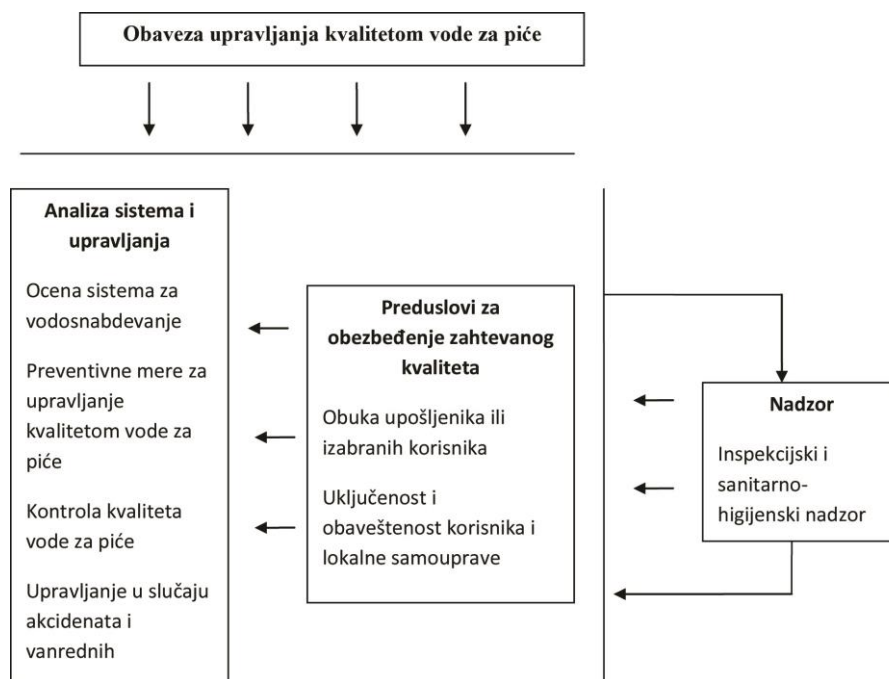 Obaveza upravljanja kvalitetom vode za piće
Analiza sistema i
upravljanja
Ocena sistema za
vodosnabdevanje
Preventivne mere za
upravljanje
kvalitetom vode za
piće
Kontrola kvaliteta
vode za piće
Upravljanje u slučaju
akcidenata i
vanrednih
Preduslovi za
obezbeđenje zahtevanog
kvaliteta
Obuka upošljenika ili
izabranih korisnika
Uključenost i
obaveštenost korisnika i
lokalne samouprave
Nadzor
Inspekcijski i
sanitarno-
higijenski nadzor